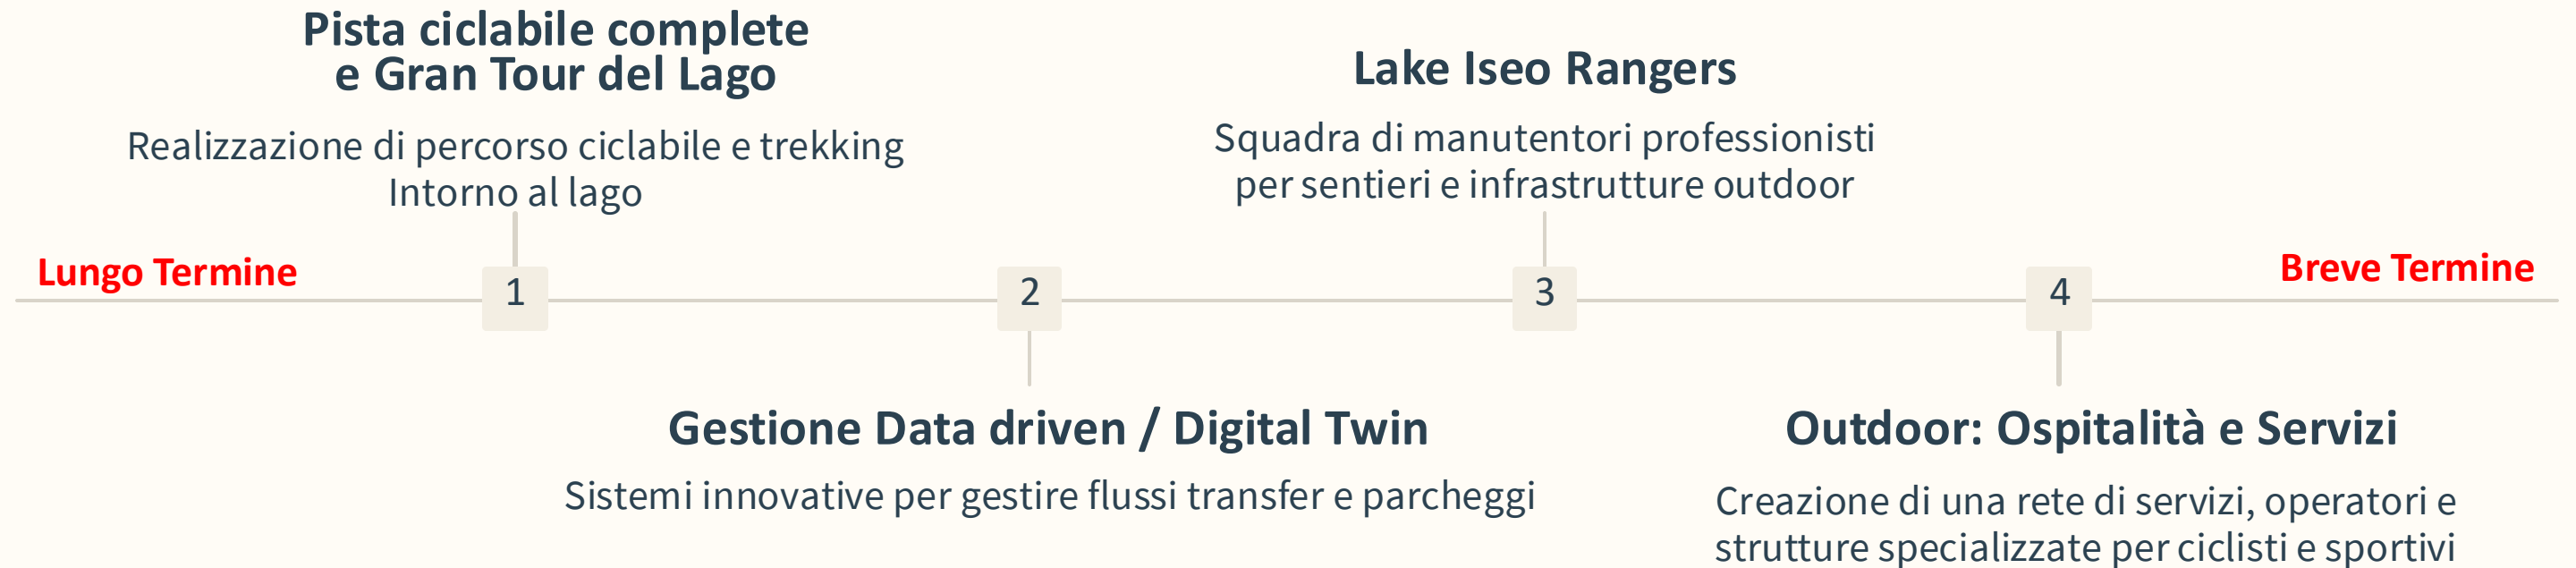 Pista ciclabile complete
e Gran Tour del Lago
Realizzazione di percorso ciclabile e trekking
Intorno al lago
Lake Iseo Rangers
Squadra di manutentori professionisti
per sentieri e infrastrutture outdoor
Lungo Termine
1
2
3
4
Breve Termine
Gestione Data driven / Digital Twin
Sistemi innovative per gestire flussi transfer e parcheggi
Outdoor: Ospitalità e Servizi
Creazione di una rete di servizi, operatori e
strutture specializzate per ciclisti e sportivi